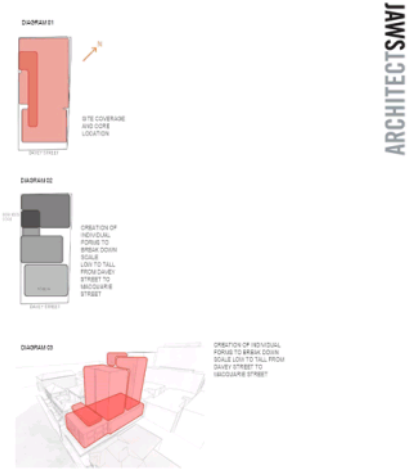 JAWS ARCHITECTS
DIAGRAM 01
N
SITE COVERAGE
AND CORE
LOCATION
DAVEY STREET
DIAGRAM 02
CREATION OF
INDIVIDUAL
FORMS TO
BREAK DOWN
SCALE
LOW TO TALL
FROM DAVEY
STREET TO
MACQUARIE
STREET
DAVEY STREET
DIAGRAM 03
CREATION OF INDIVIDUAL
FORMS TO BREAK DOWN
SCALE LOW TO TALL FROM
DAVEY STREET TO
MACQUARIE STREET